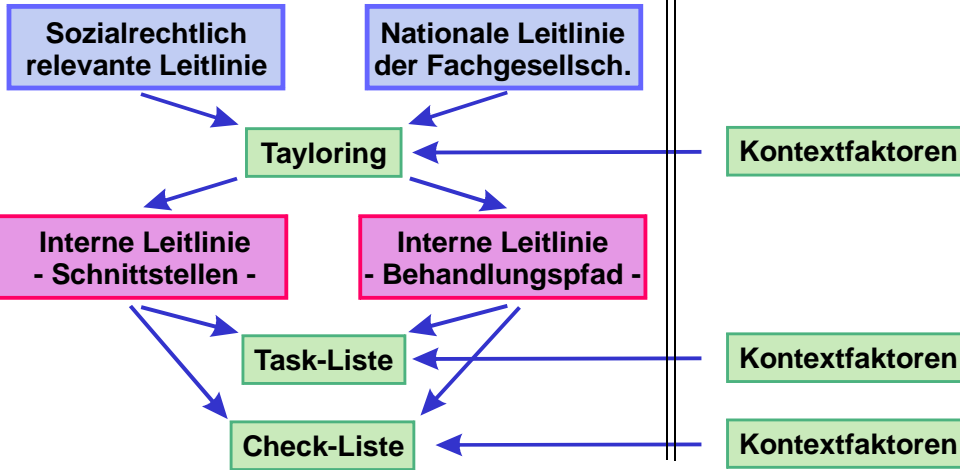 Sozialrechtlich
relevante Leitlinie
Nationale Leitlinie
der Fachgesellsch.
Tayloring
Kontextfaktoren
Interne Leitlinie
- Schnittstellen -
Interne Leitlinie
- Behandlungspfad -
Task-Liste
Kontextfaktoren
Check-Liste
Kontextfaktoren